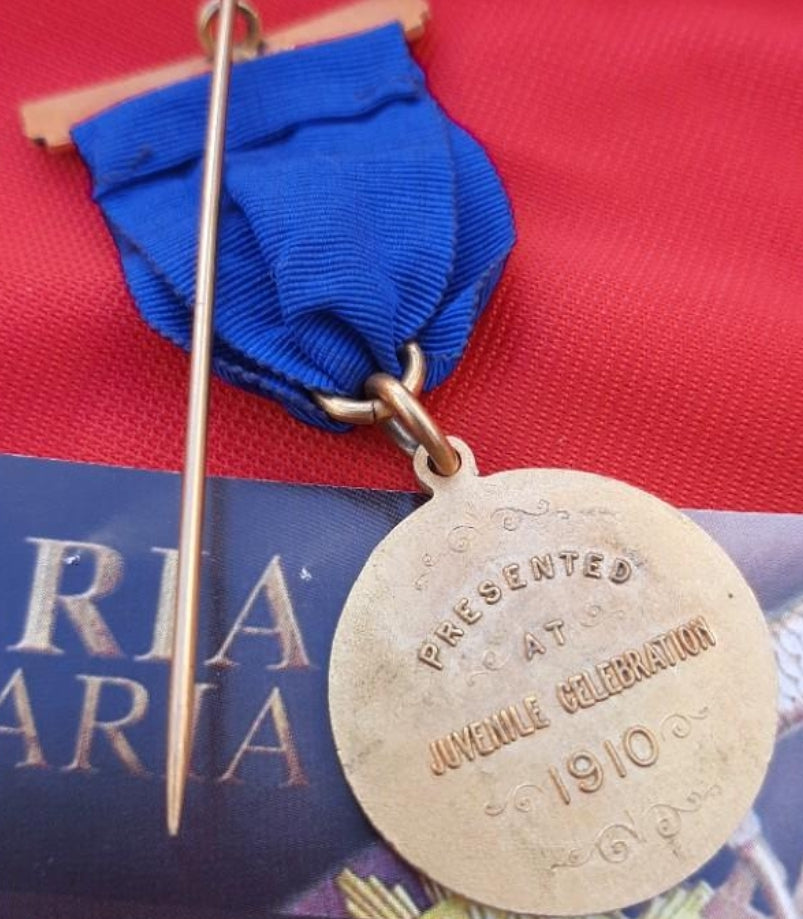 RIA
ARIA
PRESENTED
AT
JUVENILE CELEBRATION
1910